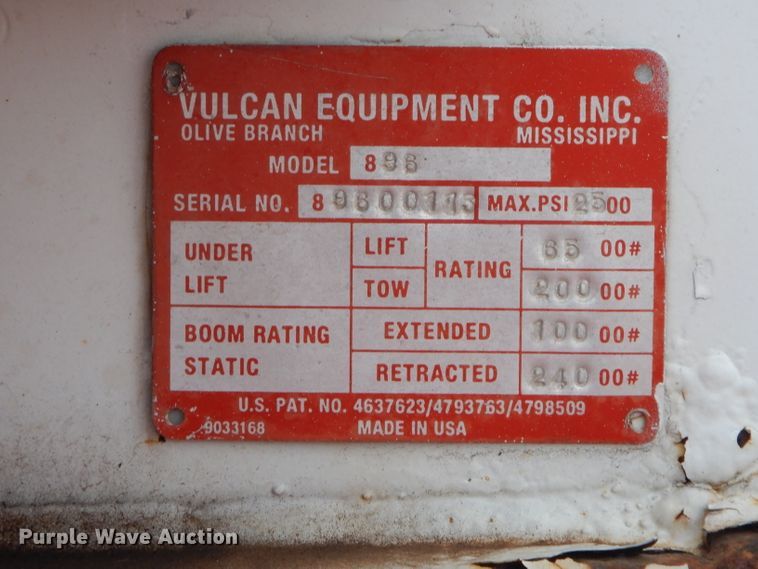 VULCAN EQUIPMENT CO. INC.
OLIVE BRANCH MISSISSIPPI
MODEL 896
SERIAL NO. 89600113 MAX.PSI 2500
UNDER LIFT LIFT RATING 6500#
TOW 20000#
BOOM RATING STATIC EXTENDED 10000#
RETRACTED 24000#
U.S. PAT. NO. 4637623/4793763/4798509
9033168 MADE IN USA
Purple Wave Auction